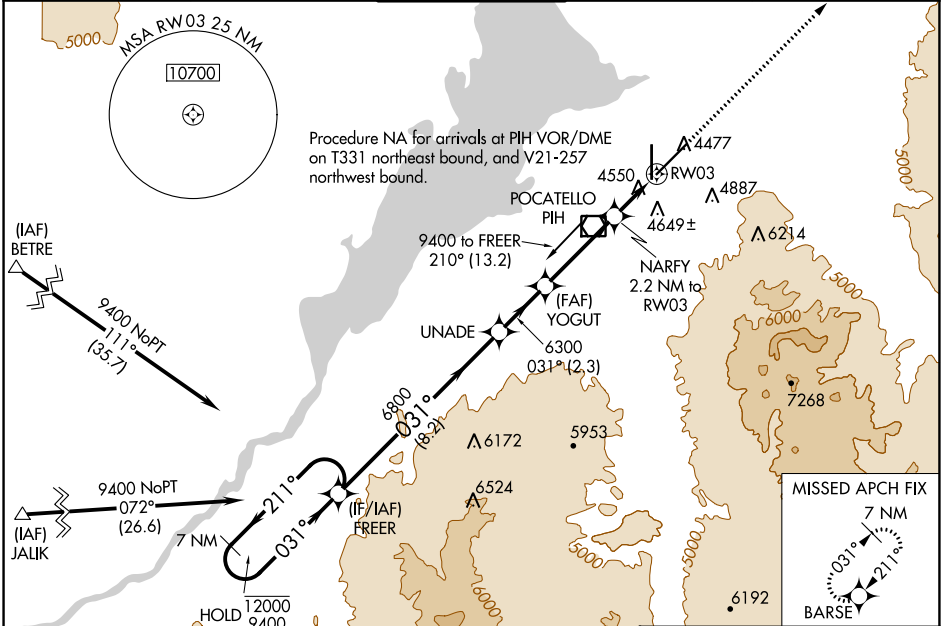 5000
MSA RW03 25 NM
10700
Procedure NA for arrivals at PIH VOR/DME
on T331 northeast bound, and V21-257
northwest bound.
4477
4550
RW03
4887
4649±
POCATELLO
PIH
9400 to FREER
210° (13.2)
NARFY
2.2 NM to
RW03
6214
5000
5000
(IAF)
BETRE
9400 NoPT
111°
(35.7)
(FAF)
YOGUT
UNADE
6300
031° (2.3)
6000
7268
6800
031°
(8.2)
6172
5953
9400 NoPT
072°
(26.6)
(IAF)
JALIK
211°
031°
7 NM
(IF/IAF)
FREER
6524
HOLD
12000
9400
5000
5000
6000
6192
MISSED APCH FIX
7 NM
031°
211°
BARSE